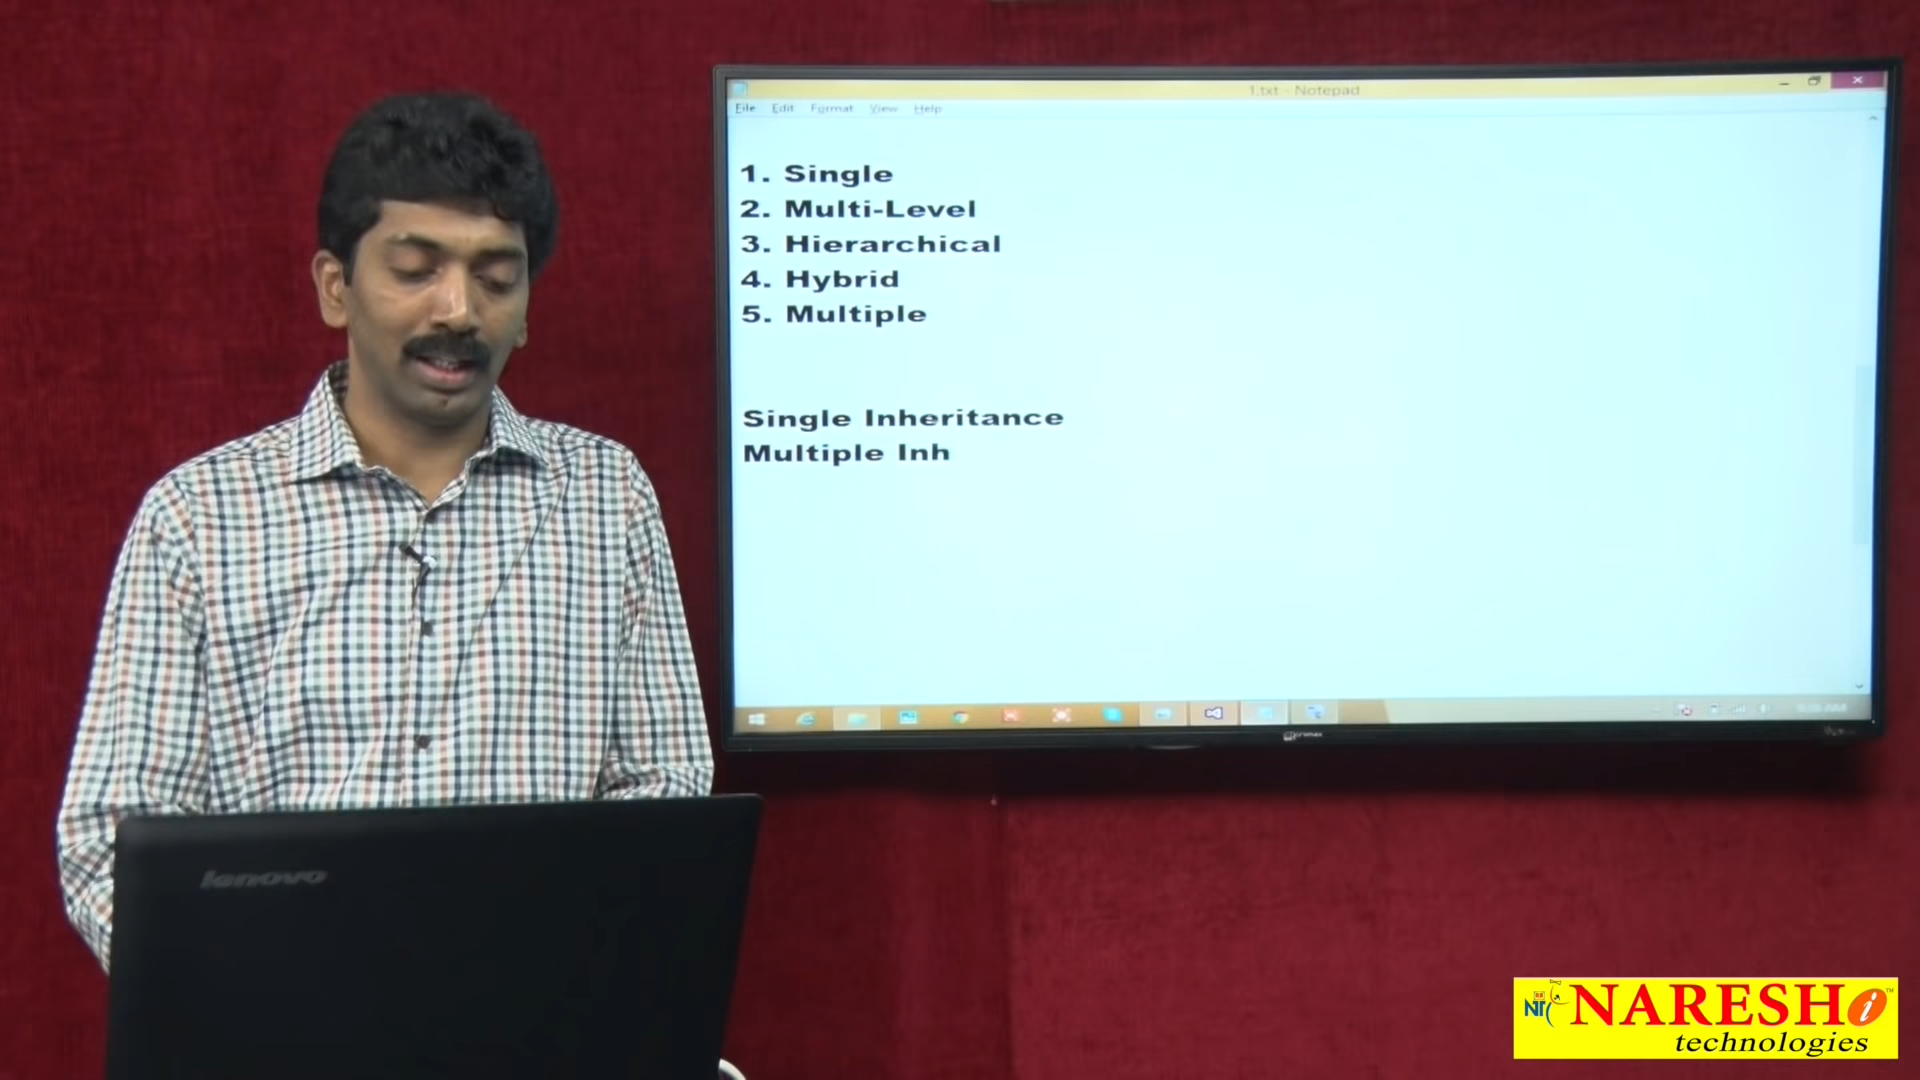 1.txt - Notepad
File Edit Format View Help
1. Single
2. Multi-Level
3. Hierarchical
4. Hybrid
5. Multiple
Single Inheritance
Multiple Inh
lenovo
NARESH i ™
technologies